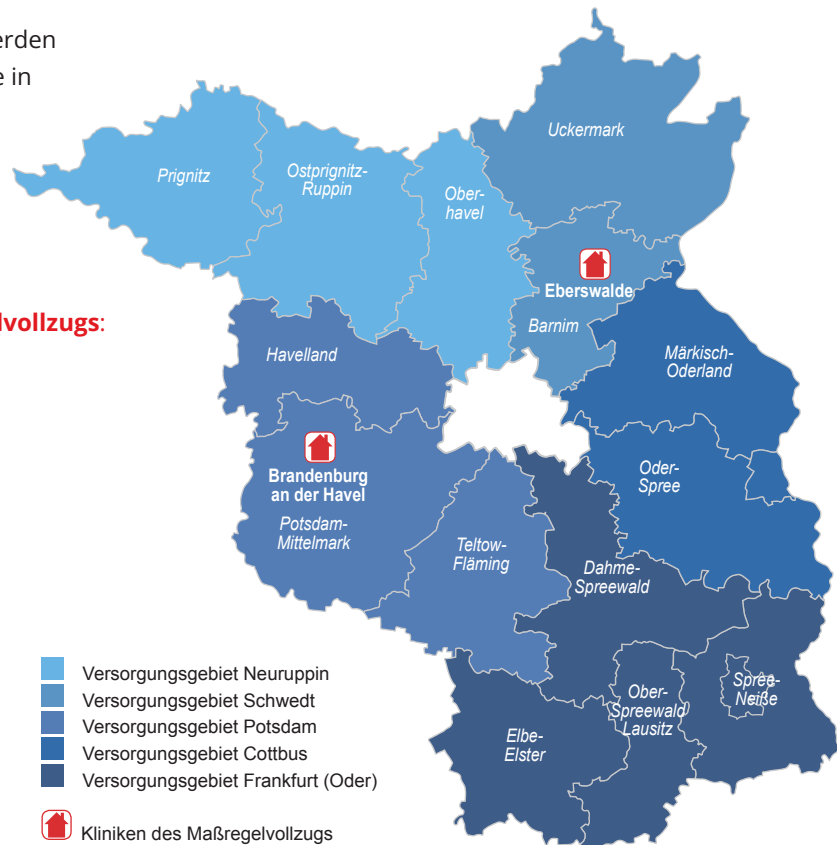 erden
e in
lvollzugs:
Uckermark
Prignitz
Ostprignitz-
Ruppin
Ober-
havel
Eberswalde
Barnim
Havelland
Märkisch-
Oderland
Brandenburg
an der Havel
Potsdam-
Mittelmark
Oder-
Spree
Teltow-
Fläming
Dahme-
Spreewald
Spree-
Neiße
Ober-
Spreewald
Lausitz
Elbe-
Elster
Versorgungsgebiet Neuruppin
Versorgungsgebiet Schwedt
Versorgungsgebiet Potsdam
Versorgungsgebiet Cottbus
Versorgungsgebiet Frankfurt (Oder)
Kliniken des Maßregelvollzugs